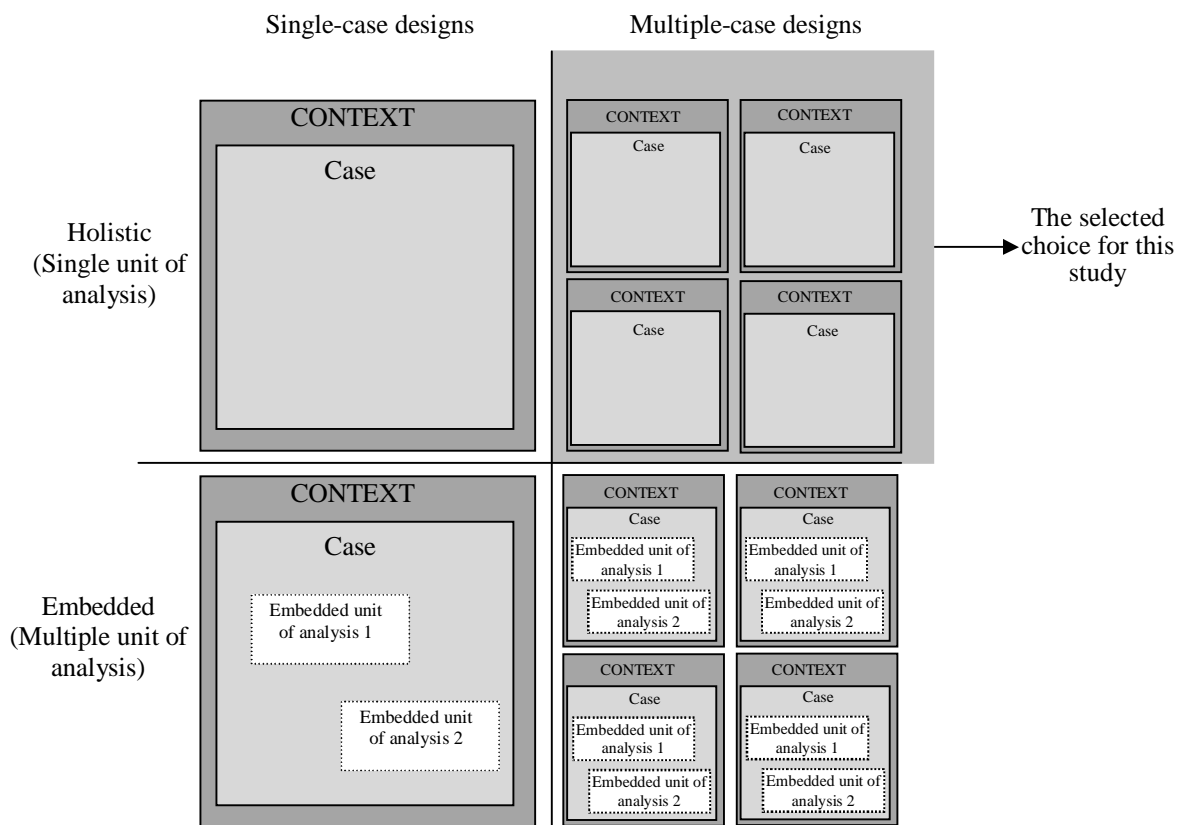 Single-case designs
Multiple-case designs
CONTEXT
Case
Holistic
(Single unit of
analysis)
CONTEXT
Case
CONTEXT
Case
CONTEXT
Case
CONTEXT
Case
The selected
choice for this
study
CONTEXT
Case
Embedded unit
of analysis 1
Embedded unit
of analysis 2
Embedded
(Multiple unit of
analysis)
CONTEXT
Case
Embedded unit of
analysis 1
Embedded unit
of analysis 2
CONTEXT
Case
Embedded unit of
analysis 1
Embedded unit
of analysis 2
CONTEXT
Case
Embedded unit of
analysis 1
Embedded unit
of analysis 2
CONTEXT
Case
Embedded unit of
analysis 1
Embedded unit
of analysis 2